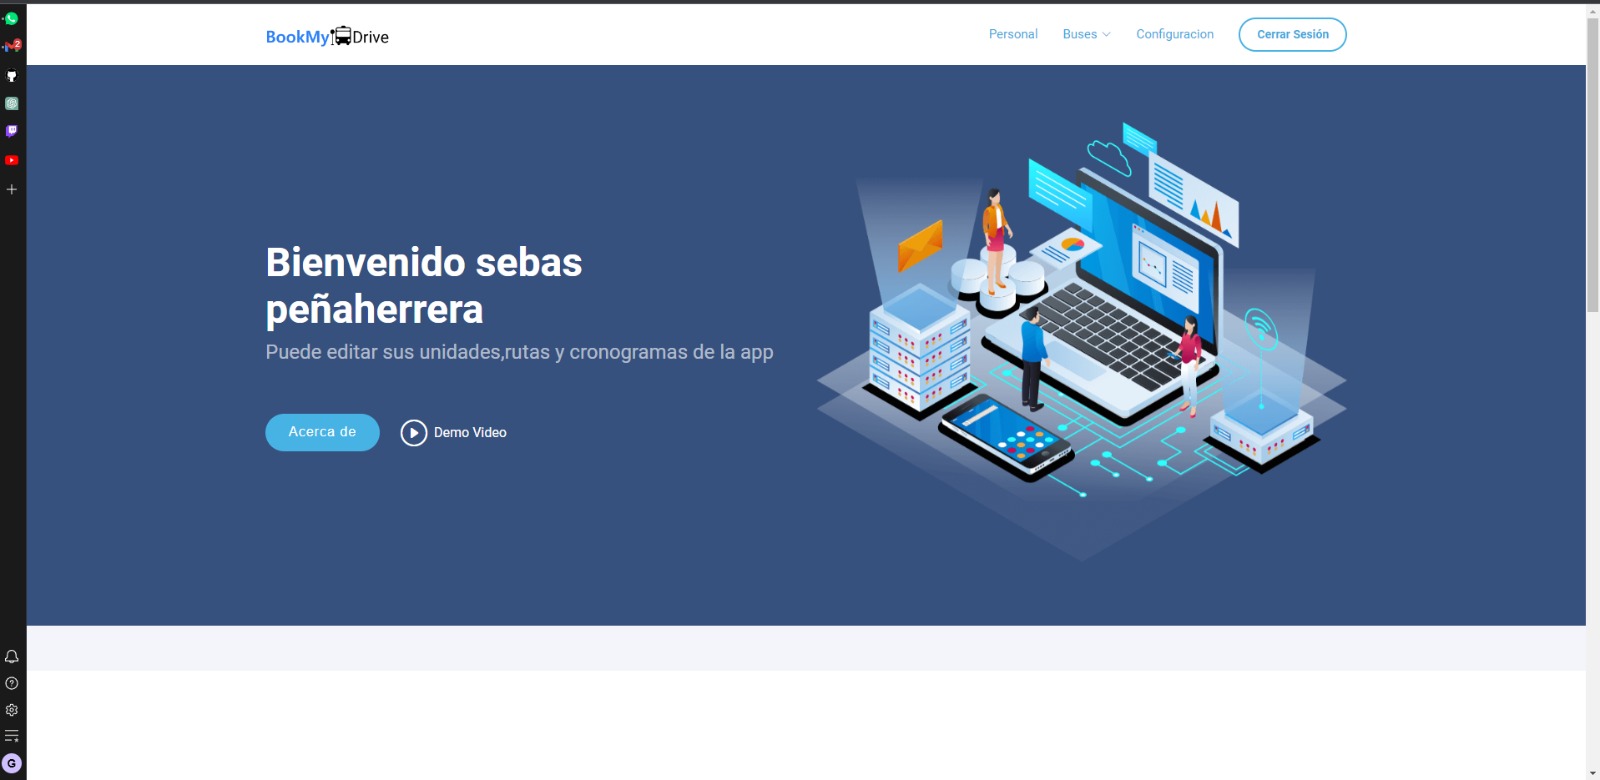 BookMy Drive
Personal
Buses
Configuracion
Cerrar Sesión
2
Bienvenido sebas
peñaherrera
Puede editar sus unidades,rutas y cronogramas de la app
Acerca de
Demo Video
G